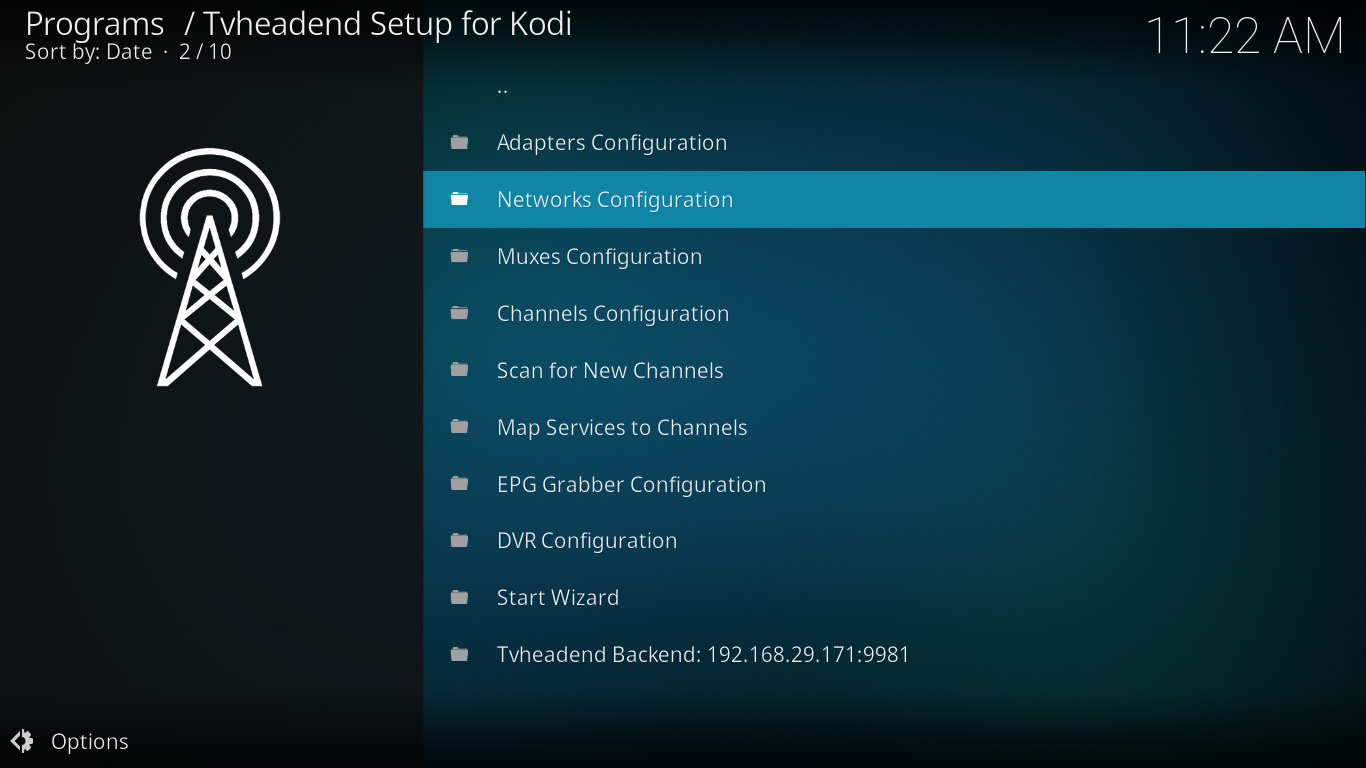 Programs / Tvheadend Setup for Kodi
Sort by: Date · 2 / 10
11:22 AM
..
Adapters Configuration
Networks Configuration
Muxes Configuration
Channels Configuration
Scan for New Channels
Map Services to Channels
EPG Grabber Configuration
DVR Configuration
Start Wizard
Tvheadend Backend: 192.168.29.171:9981
Options